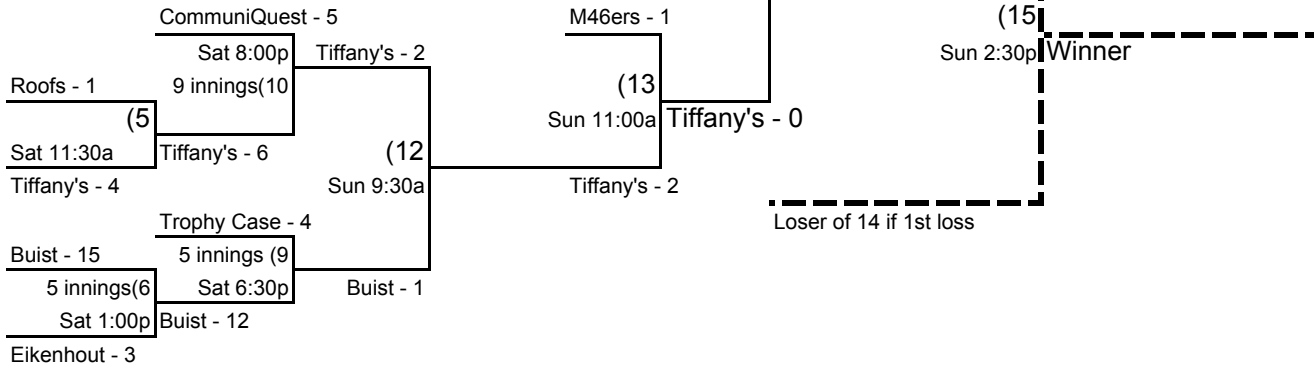 CommuniQuest - 5
M46ers - 1
(15
Sat 8:00p
Tiffany's - 2
Sun 2:30p
Winner
Roofs - 1
9 innings(10
(13
(5
Sun 11:00a
Tiffany's - 0
Sat 11:30a
Tiffany's - 6
(12
Tiffany's - 4
Sun 9:30a
Tiffany's - 2
Trophy Case - 4
Loser of 14 if 1st loss
Buist - 15
5 innings (9
5 innings(6
Sat 6:30p
Buist - 1
Sat 1:00p
Buist - 12
Eikenhout - 3